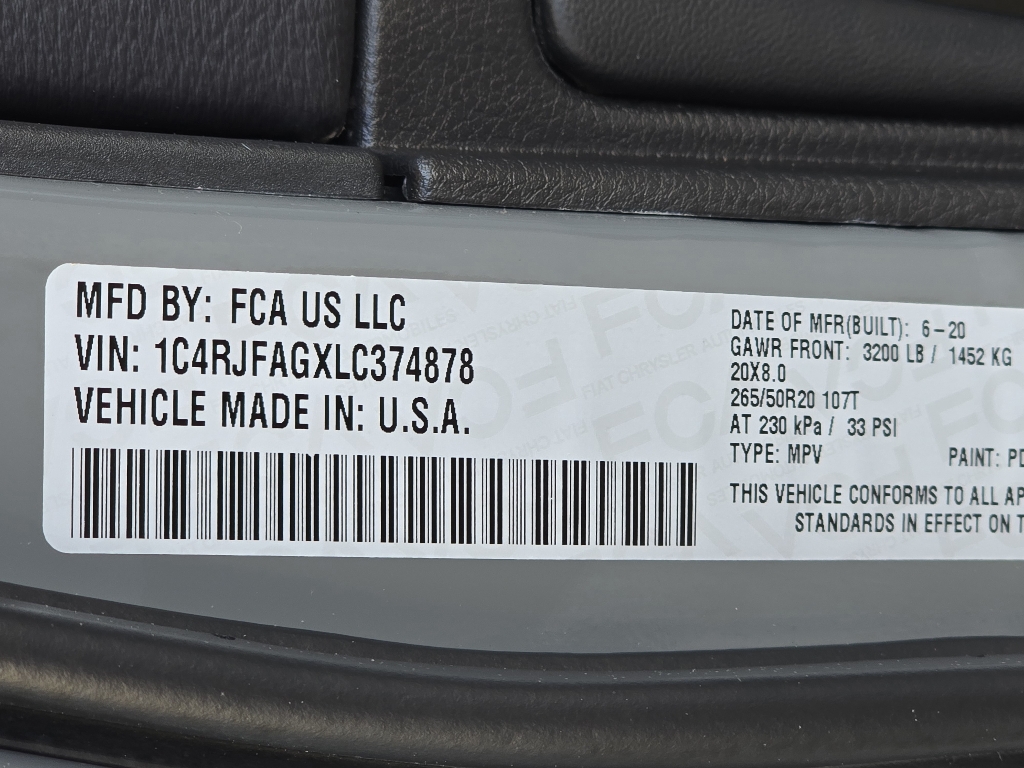 MFD BY: FCA US LLC
VIN: 1C4RJFAGXLC374878
VEHICLE MADE IN: U.S.A.
DATE OF MFR(BUILT): 6-20
GAWR FRONT: 3200 LB / 1452 KG
20X8.0
265/50R20 107T
AT 230 kPa / 33 PSI
TYPE: MPV PAINT: PD
THIS VEHICLE CONFORMS TO ALL AP
STANDARDS IN EFFECT ON T